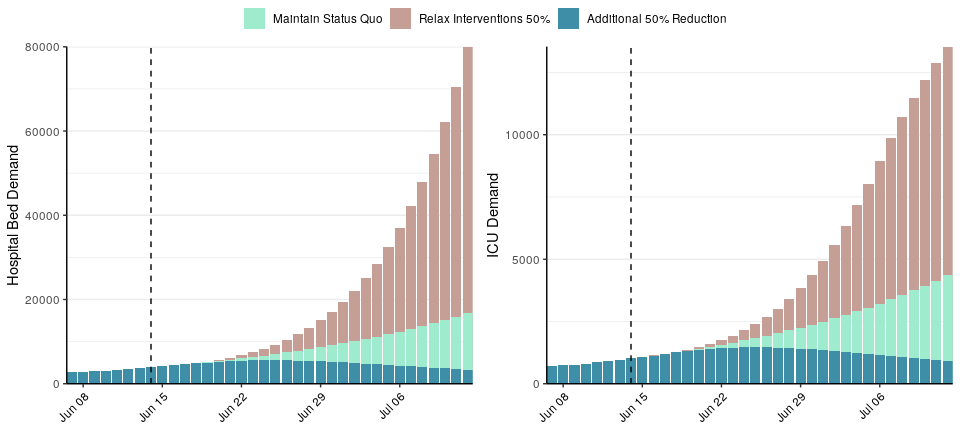 Maintain Status Quo Relax Interventions 50% Additional 50% Reduction
Hospital Bed Demand
80000
60000
40000
20000
0
Jun 08 Jun 15 Jun 22 Jun 29 Jul 06
ICU Demand
10000
5000
0
Jun 08 Jun 15 Jun 22 Jun 29 Jul 06